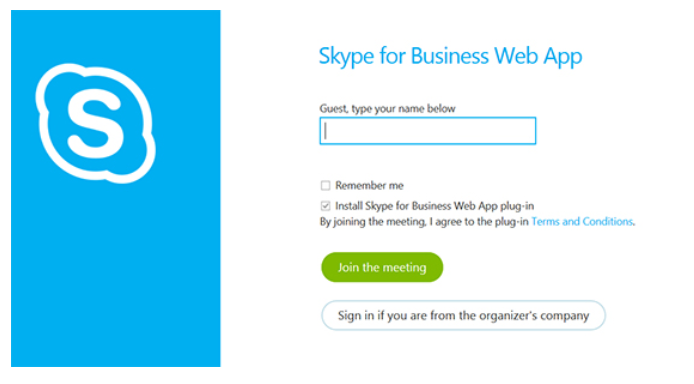 S
Skype for Business Web App
Guest, type your name below
Remember me
Install Skype for Business Web App plug-in
By joining the meeting, I agree to the plug-in Terms and Conditions.
Join the meeting
Sign in if you are from the organizer's company